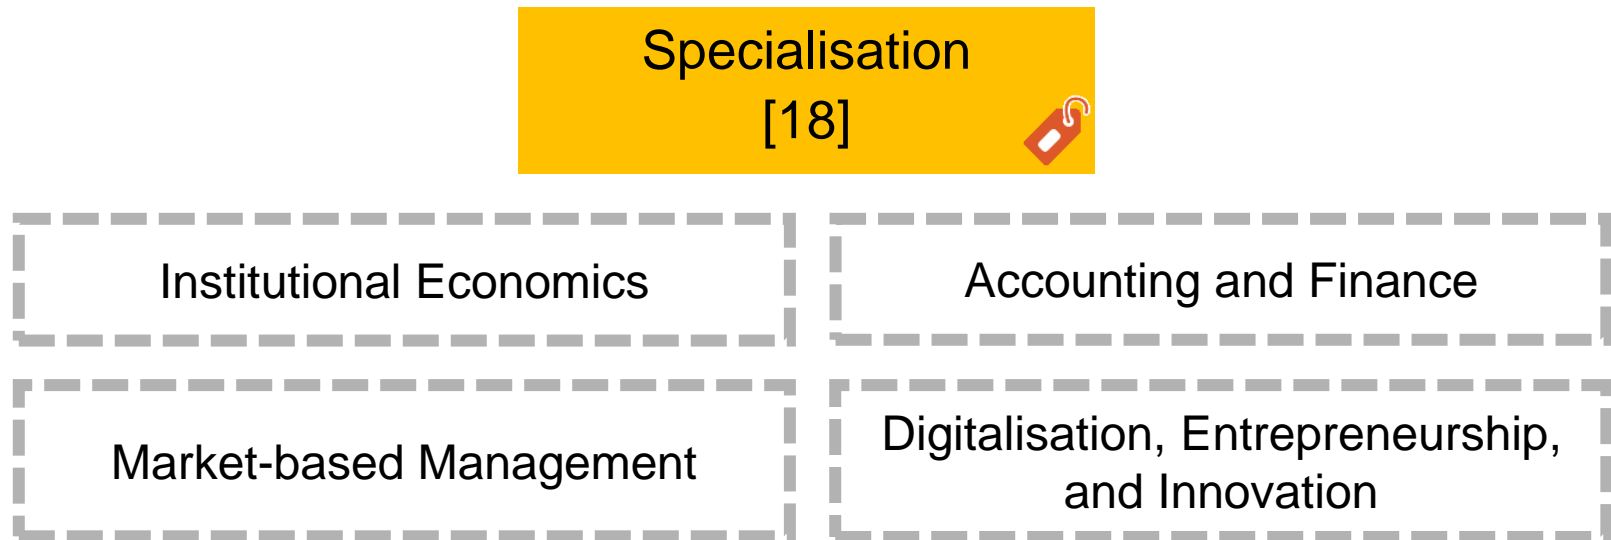 Specialisation
[18]
Institutional Economics
Accounting and Finance
Market-based Management
Digitalisation, Entrepreneurship,
and Innovation